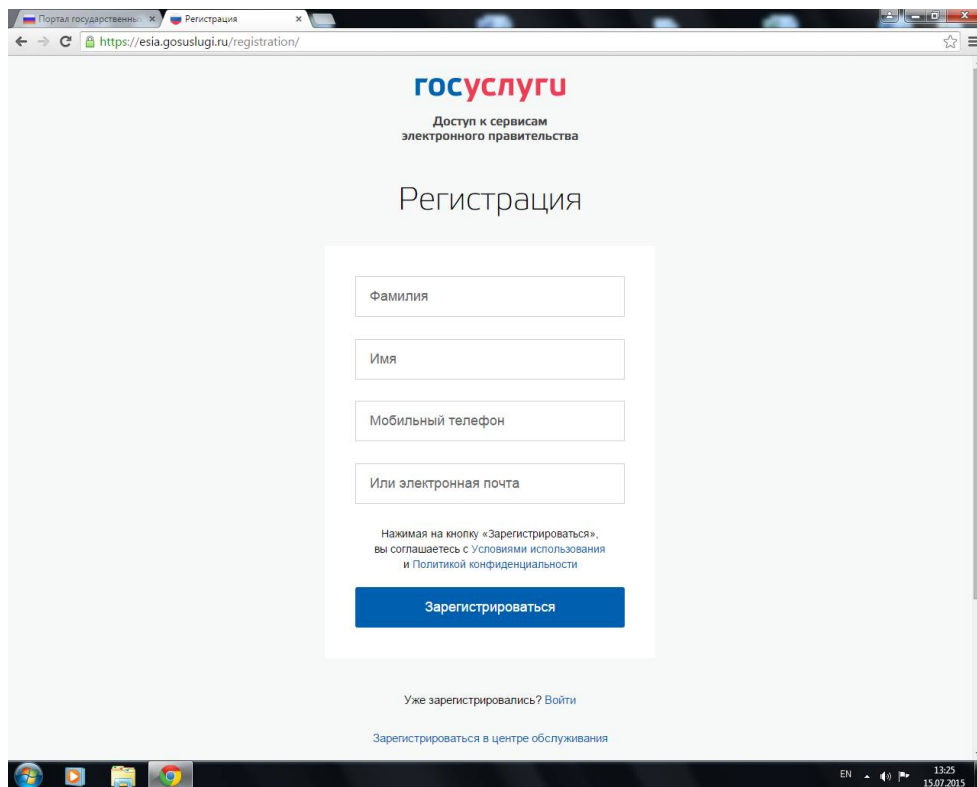 Портал государственны
Регистрация
https://esia.gosuslugi.ru/registration/
госуслуги
Доступ к сервисам
электронного правительства
Регистрация
Фамилия
Имя
Мобильный телефон
Или электронная почта
Нажимая на кнопку «Зарегистрироваться»,
вы соглашаетесь с Условиями использования
и Политикой конфиденциальности
Зарегистрироваться
Уже зарегистрировались? Войти
Зарегистрироваться в центре обслуживания
EN
13:25
15.07.2015